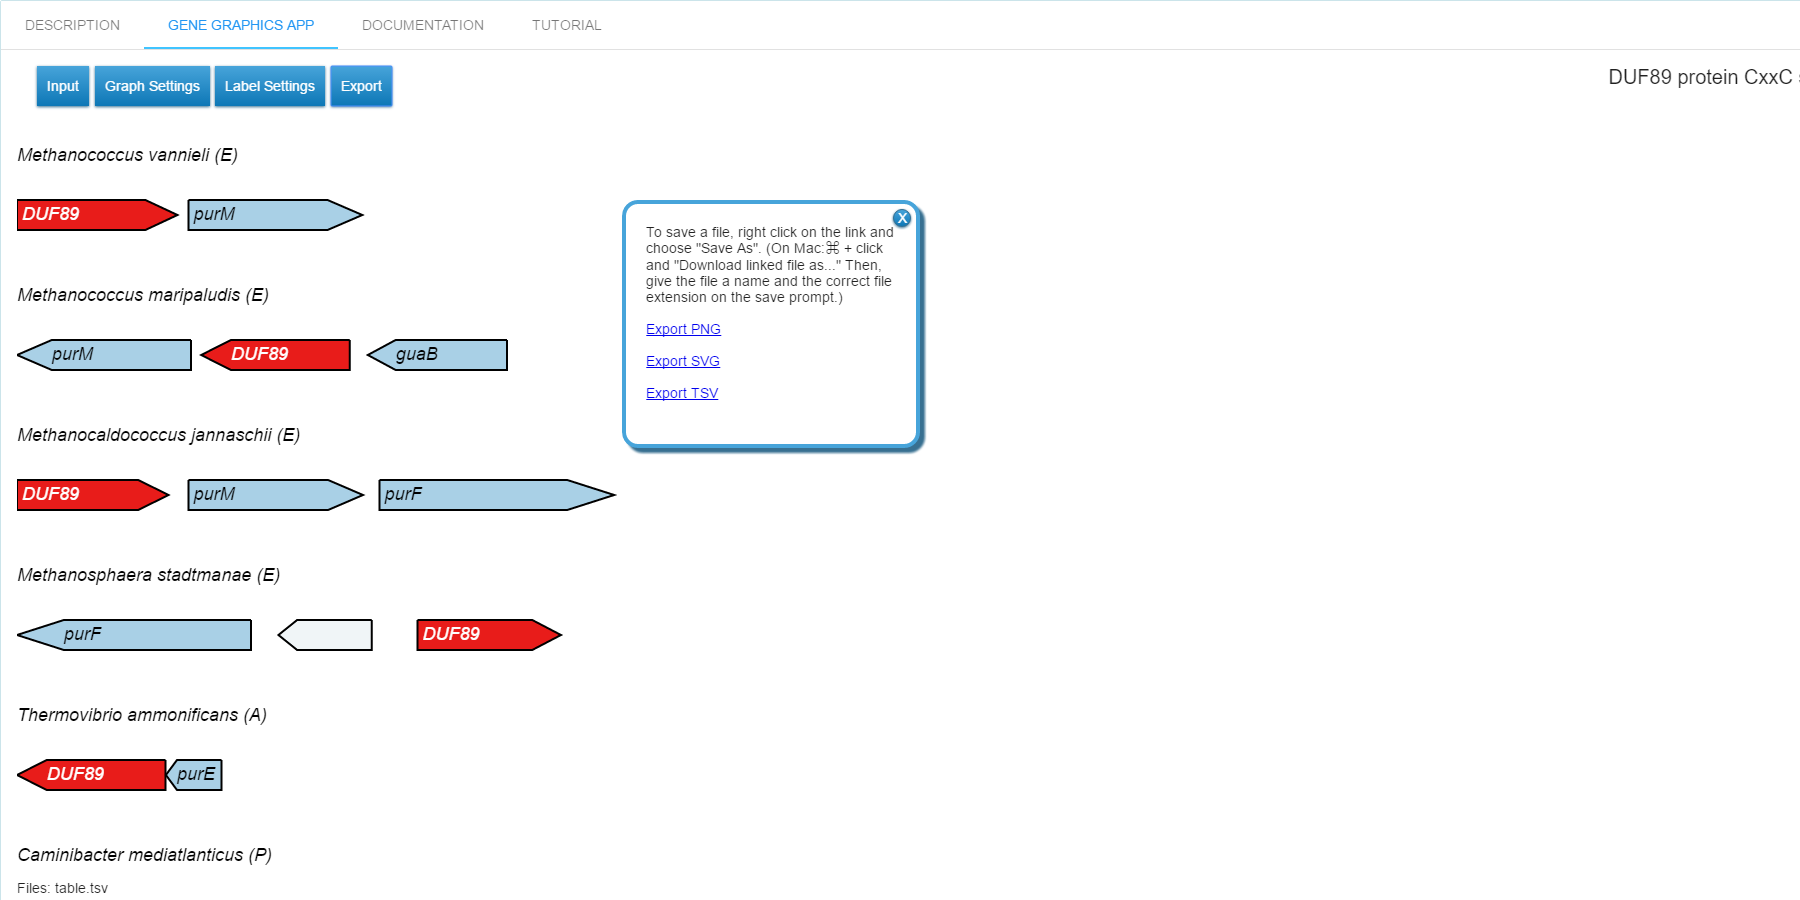 DESCRIPTION GENE GRAPHICS APP DOCUMENTATION TUTORIAL
Input Graph Settings Label Settings Export
DUF89 protein CxxC
Methanococcus vannieli (E)
DUF89 purM
Methanococcus maripaludis (E)
purM DUF89 guaB
Methanocaldococcus jannaschii (E)
DUF89 purM purF
Methanosphaera stadtmanae (E)
purF DUF89
Thermovibrio ammonificans (A)
DUF89 purE
Caminibacter mediatlanticus (P)
Files: table.tsv
X
To save a file, right click on the link and
choose "Save As". (On Mac:⌘ + click
and "Download linked file as..." Then,
give the file a name and the correct file
extension on the save prompt.)
Export PNG
Export SVG
Export TSV